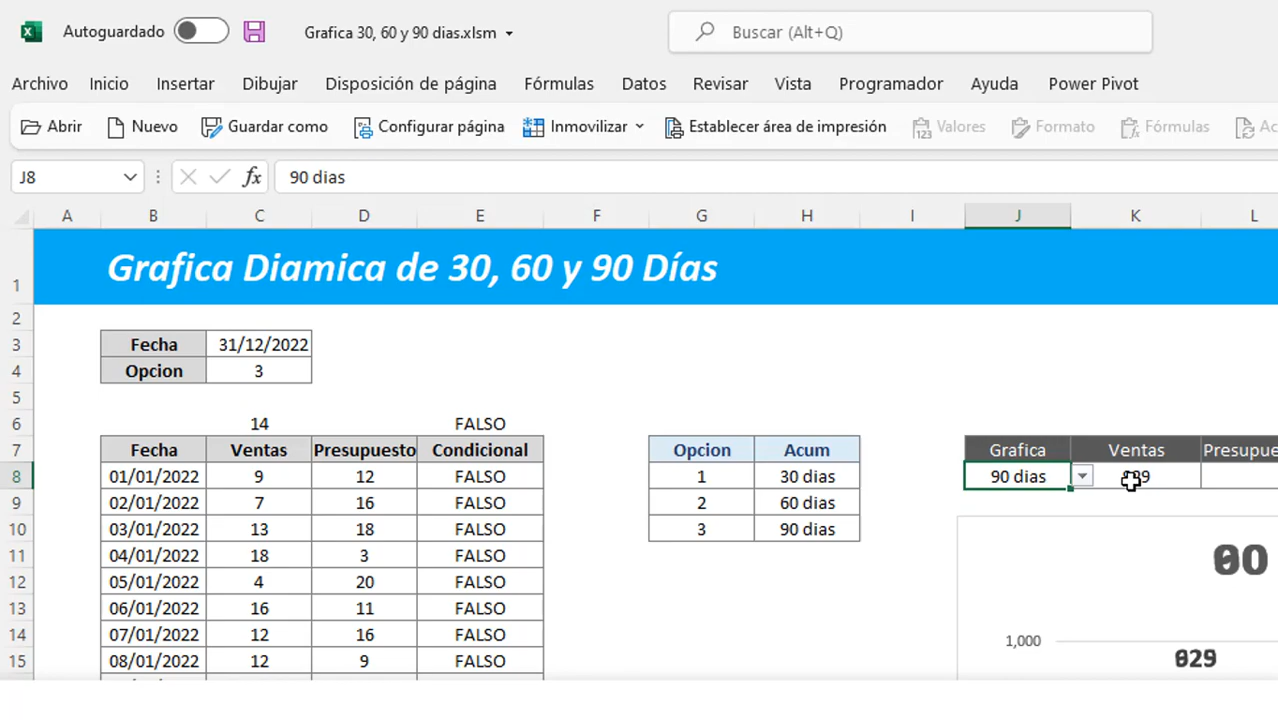 Autoguardado Grafica 30, 60 y 90 dias.xlsm Buscar (Alt+Q)
Archivo Inicio Insertar Dibujar Disposición de página Fórmulas Datos Revisar Vista Programador Ayuda Power Pivot
Abrir Nuevo Guardar como Configurar página Inmovilizar Establecer área de impresión Valores Formato Fórmulas Ac
J8 fx 90 dias
A B C D E F G H I J K L
1 Grafica Diamica de 30, 60 y 90 Días
2
3 Fecha 31/12/2022
4 Opcion 3
5
6 14 FALSO
7 Fecha Ventas Presupuesto Condicional Opcion Acum Grafica Ventas Presupue
8 01/01/2022 9 12 FALSO 1 30 dias 90 dias
9 02/01/2022 7 16 FALSO 2 60 dias
10 03/01/2022 13 18 FALSO 3 90 dias
11 04/01/2022 18 3 FALSO
12 05/01/2022 4 20 FALSO
13 06/01/2022 16 11 FALSO
14 07/01/2022 12 16 FALSO
15 08/01/2022 12 9 FALSO
1,000